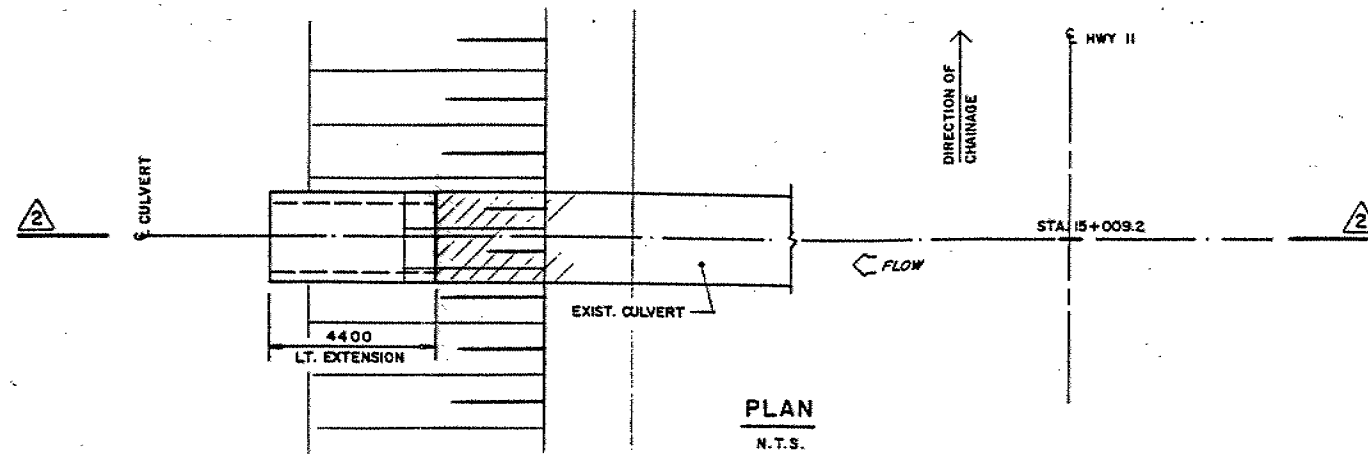 ℄ HWY 11
DIRECTION OF
CHAINAGE
℄ CULVERT
2
2
STA. 15+009.2
FLOW
EXIST. CULVERT
4400
LT. EXTENSION
PLAN
N.T.S.